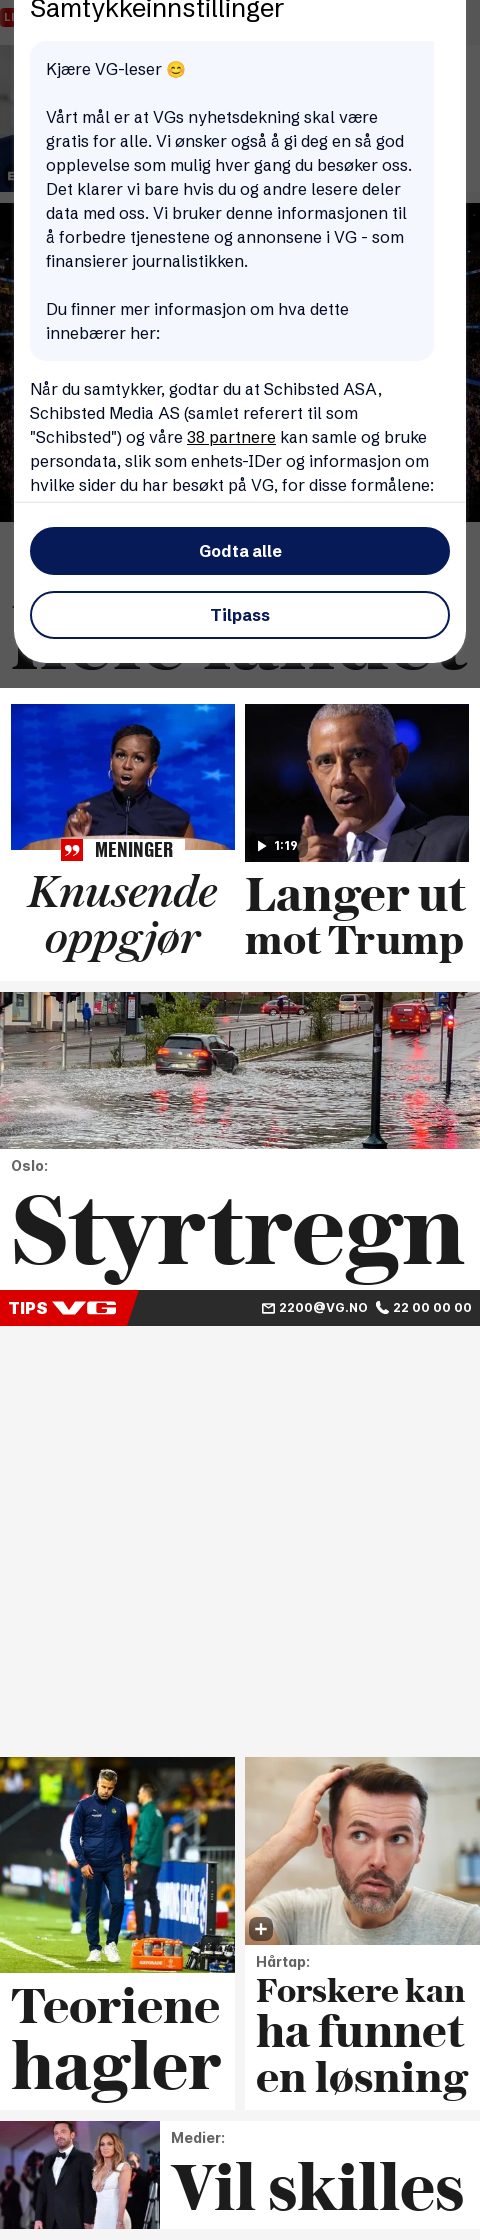 Samtykkeinnstillinger
Kjære VG-leser 😊
Vårt mål er at VGs nyhetsdekning skal være
gratis for alle. Vi ønsker også å gi deg en så god
opplevelse som mulig hver gang du besøker oss.
Det klarer vi bare hvis du og andre lesere deler
data med oss. Vi bruker denne informasjonen til
å forbedre tjenestene og annonsene i VG - som
finansierer journalistikken.
Du finner mer informasjon om hva dette
innebærer her:
Når du samtykker, godtar du at Schibsted ASA,
Schibsted Media AS (samlet referert til som
"Schibsted") og våre 38 partnere kan samle og bruke
persondata, slik som enhets-IDer og informasjon om
hvilke sider du har besøkt på VG, for disse formålene:
Godta alle
Tilpass
MENINGER
Knusende
oppgjør
1:19
Langer ut
mot Trump
Oslo:
Styrtregn
TIPS VG
2200@VG.NO 22 00 00 00
Teoriene
hagler
Hårtap:
Forskere kan
ha funnet
en løsning
Medier:
Vil skilles